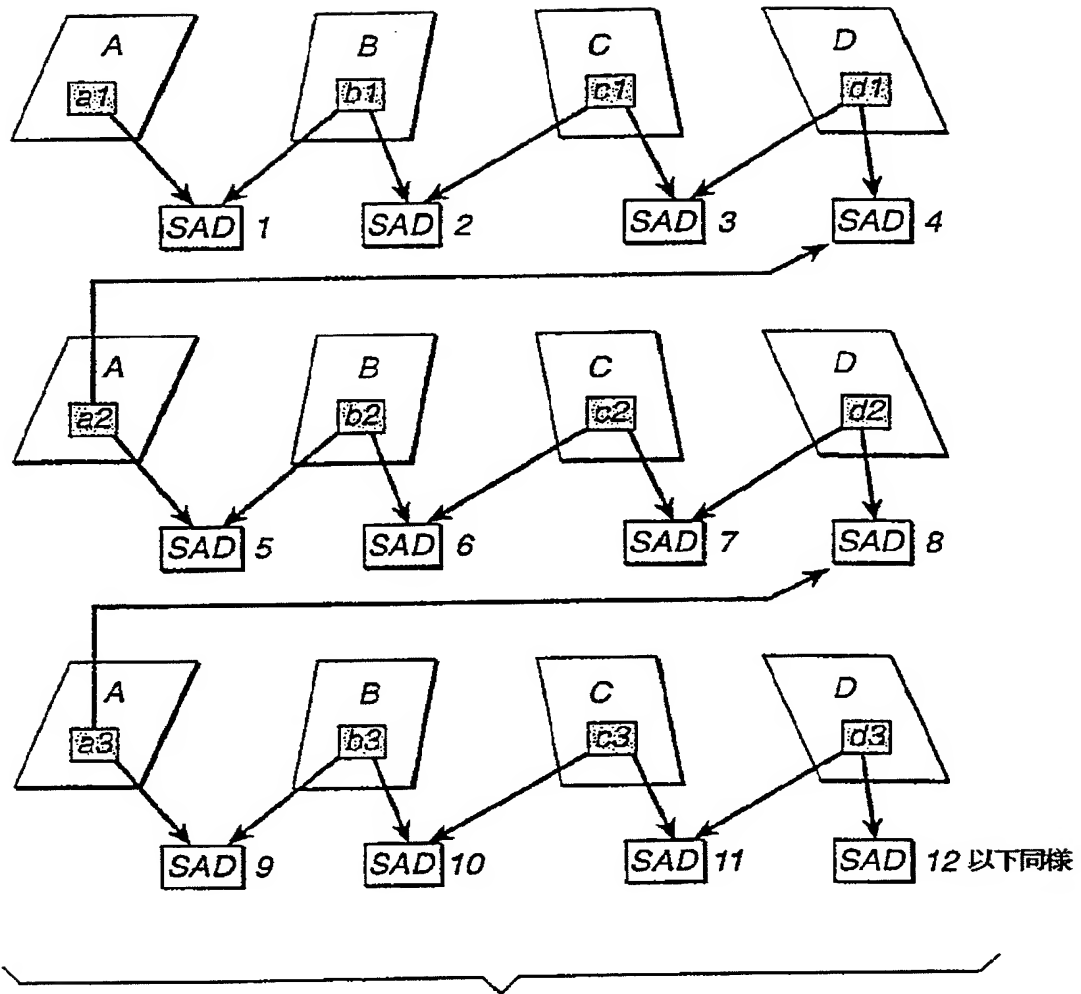 A B C D
a1 b1 c1 d1
SAD 1 SAD 2 SAD 3 SAD 4
A B C D
a2 b2 c2 d2
SAD 5 SAD 6 SAD 7 SAD 8
A B C D
a3 b3 c3 d3
SAD 9 SAD 10 SAD 11 SAD 12 以下同様